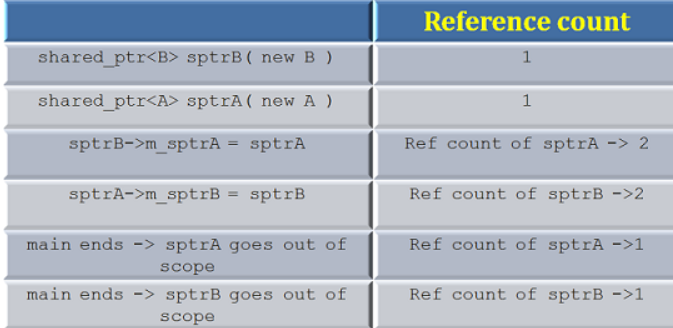 Reference count
shared_ptr<B> sptrB( new B )    1
shared_ptr<A> sptrA( new A )    1
sptrB->m_sptrA = sptrA    Ref count of sptrA -> 2
sptrA->m_sptrB = sptrB    Ref count of sptrB ->2
main ends -> sptrA goes out of    Ref count of sptrA ->1
scope
main ends -> sptrB goes out of    Ref count of sptrB ->1
scope